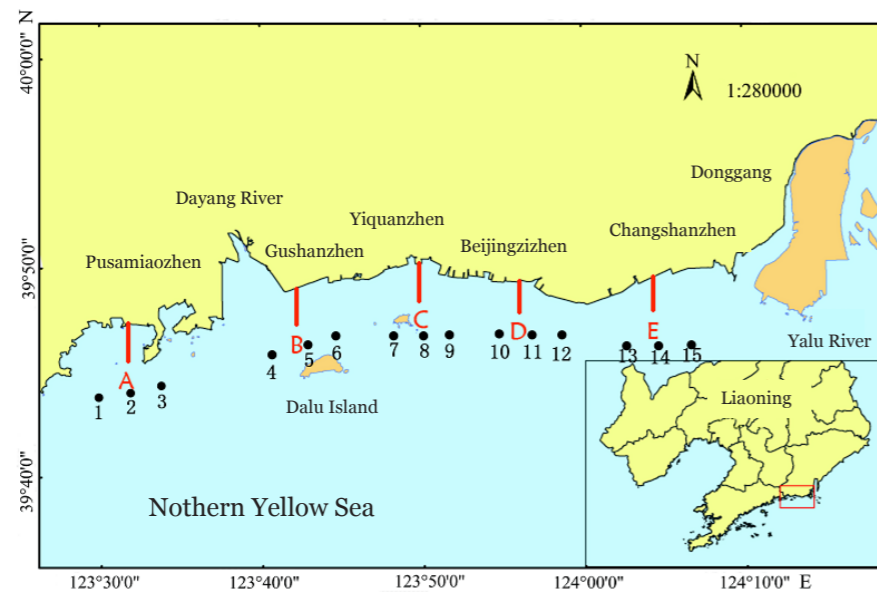 N
40°00'0"
N
1:280000
Donggang
Dayang River
Yiquanzhen
Changshanzhen
Beijingzizhen
Gushanzhen
Pusamiaozhen
39°50'0"
A
B
C
D
E
Yalu River
1
2
3
4
5
6
7
8
9
10
11
12
13
14
15
Dalu Island
Liaoning
39°40'0"
Nothern Yellow Sea
123°30'0"
123°40'0"
123°50'0"
124°00'0"
124°10'0" E